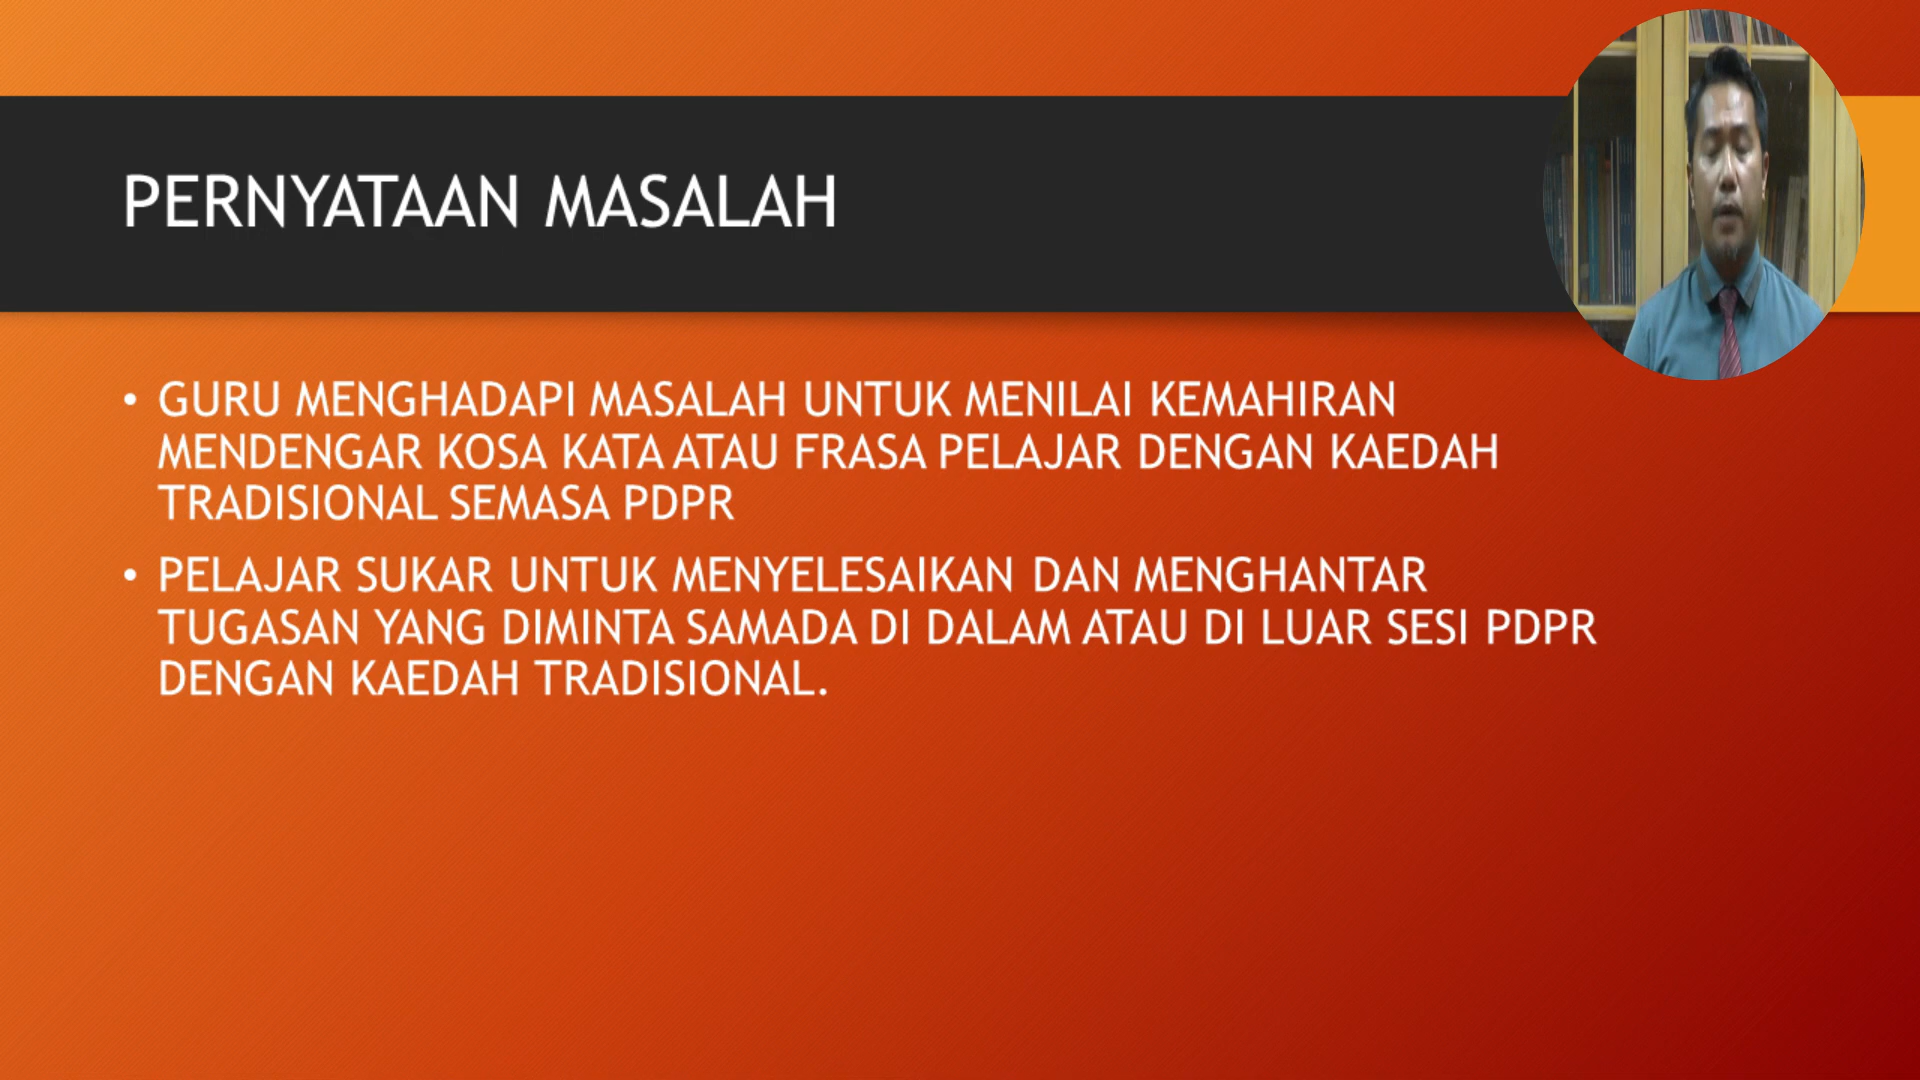 PERNYATAAN MASALAH
• GURU MENGHADAPI MASALAH UNTUK MENILAI KEMAHIRAN
MENDENGAR KOSA KATA ATAU FRASA PELAJAR DENGAN KAEDAH
TRADISIONAL SEMASA PDPR
• PELAJAR SUKAR UNTUK MENYELESAIKAN DAN MENGHANTAR
TUGASAN YANG DIMINTA SAMADA DI DALAM ATAU DI LUAR SESI PDPR
DENGAN KAEDAH TRADISIONAL.